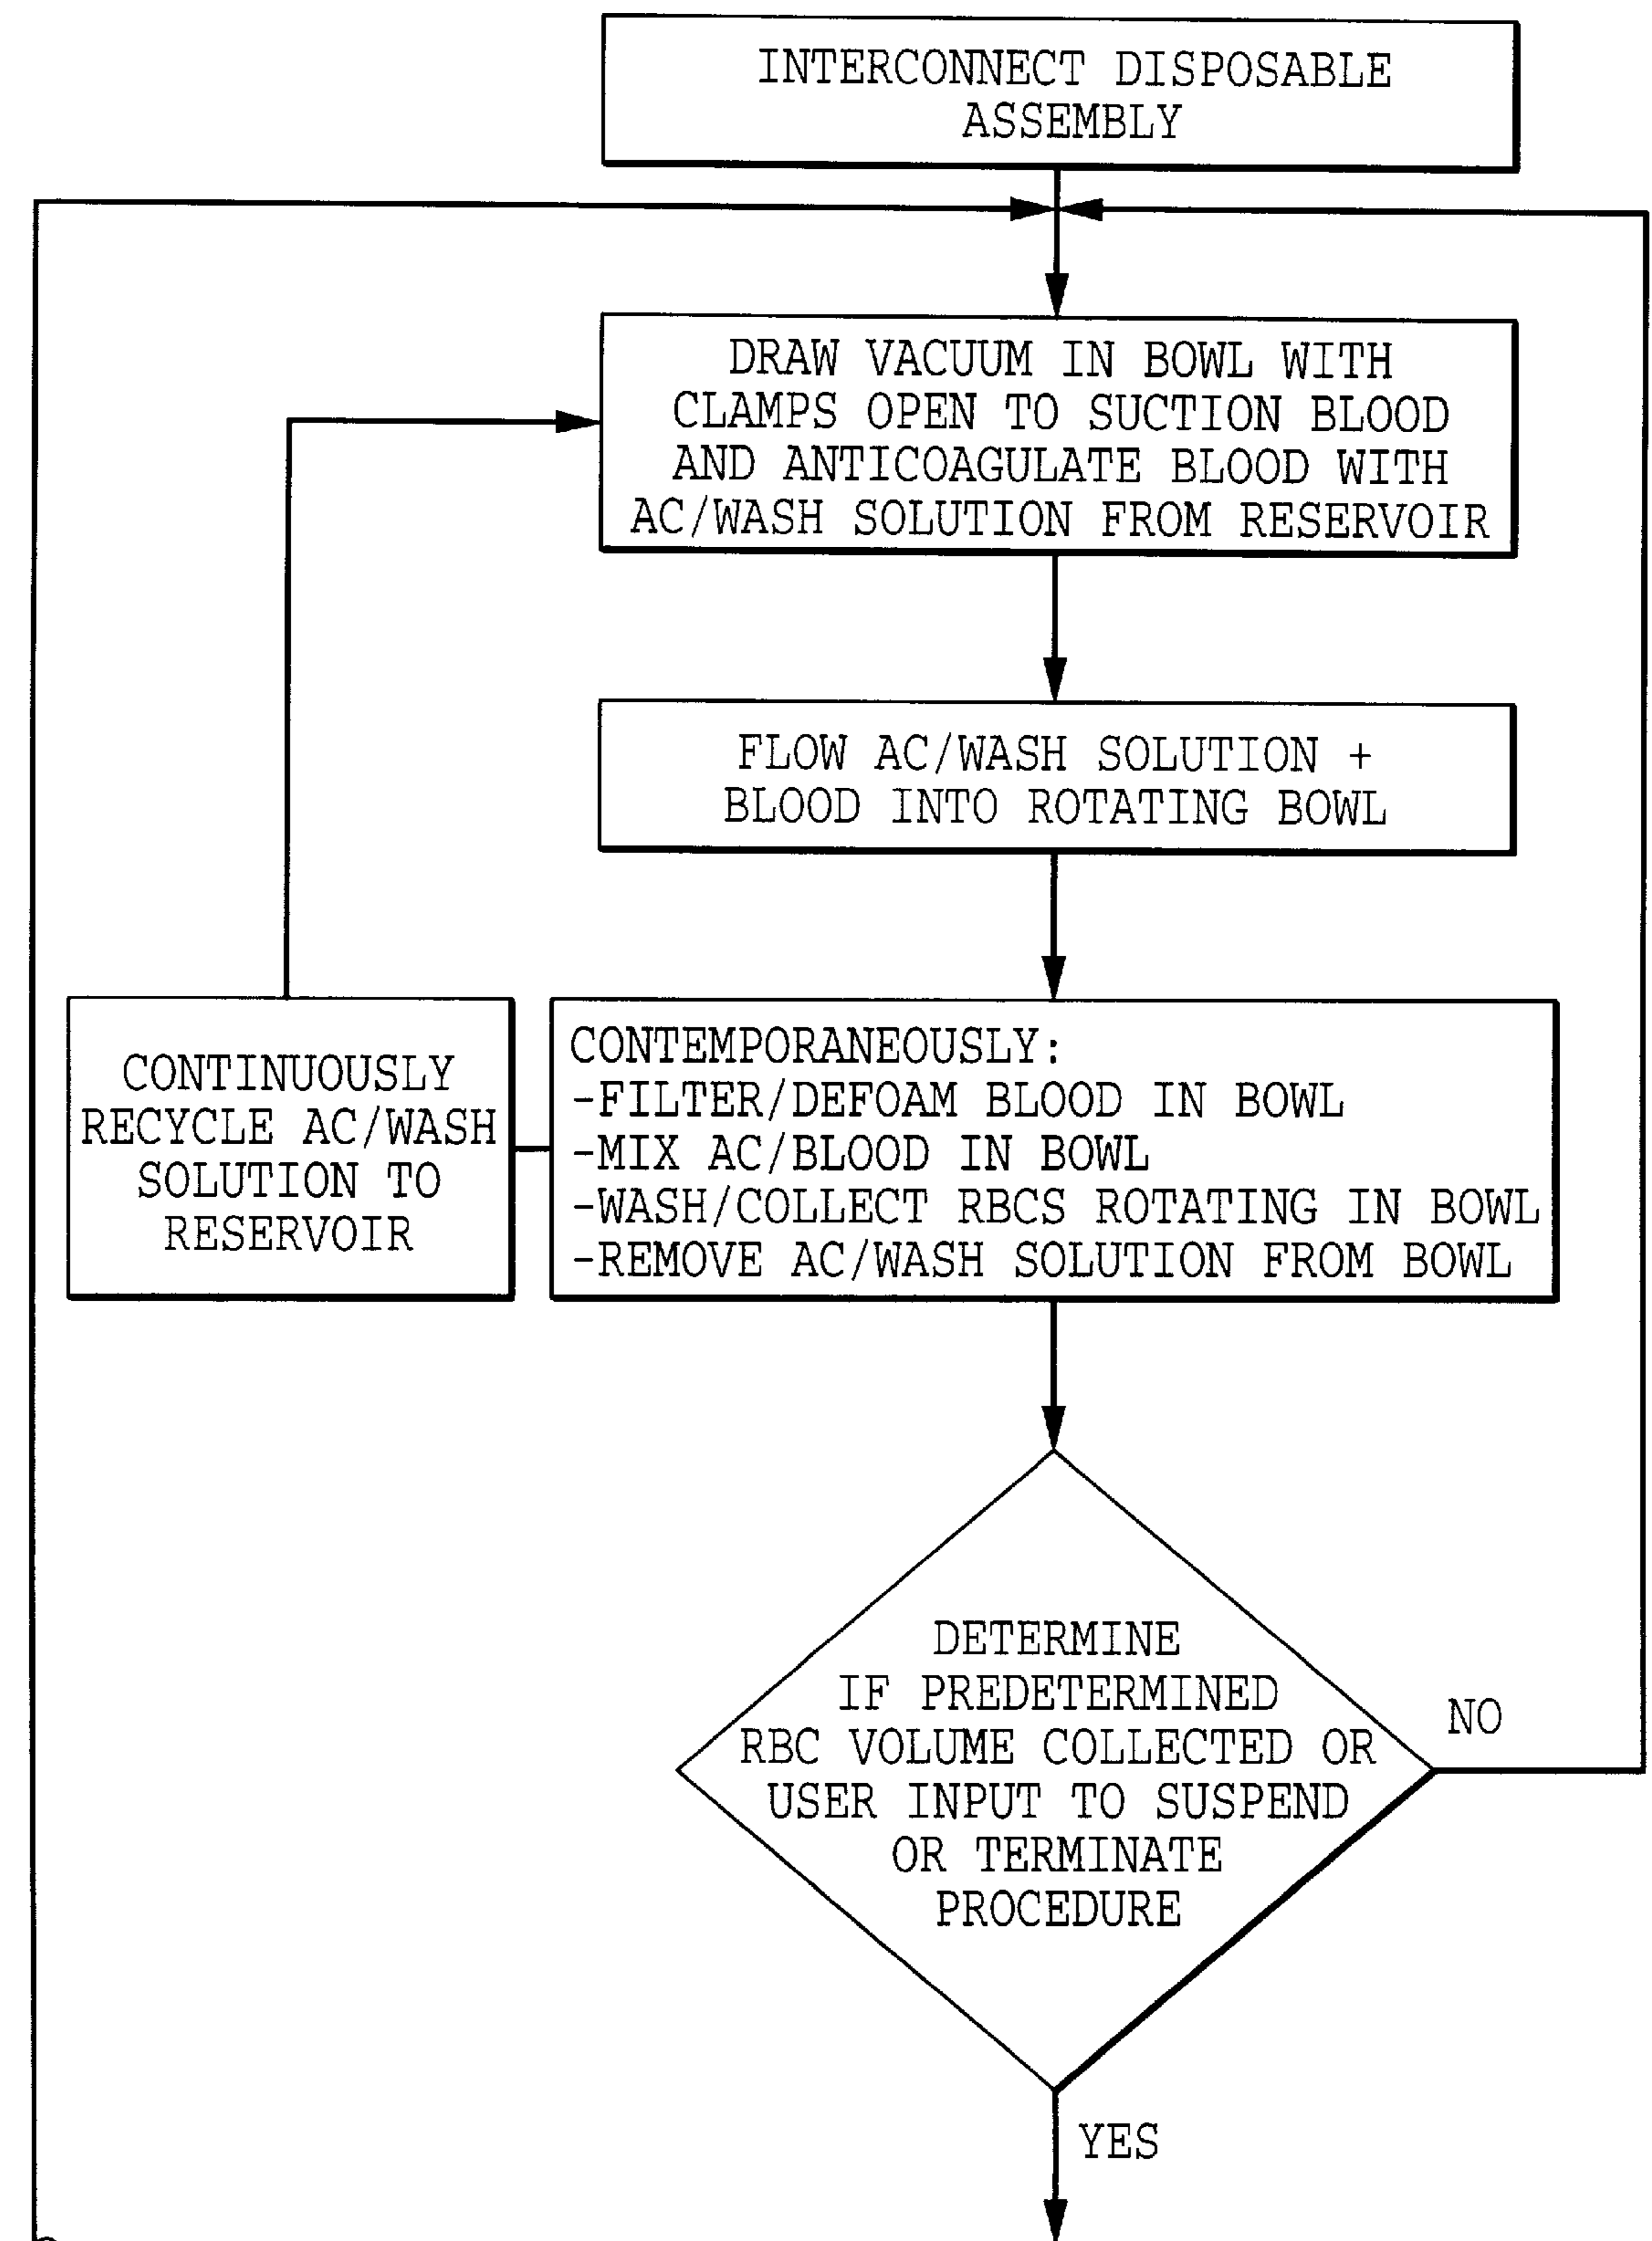 INTERCONNECT DISPOSABLE
ASSEMBLY
DRAW VACUUM IN BOWL WITH
CLAMPS OPEN TO SUCTION BLOOD
AND ANTICOAGULATE BLOOD WITH
AC/WASH SOLUTION FROM RESERVOIR
FLOW AC/WASH SOLUTION +
BLOOD INTO ROTATING BOWL
CONTINUOUSLY
RECYCLE AC/WASH
SOLUTION TO
RESERVOIR
CONTEMPORANEOUSLY:
-FILTER/DEFOAM BLOOD IN BOWL
-MIX AC/BLOOD IN BOWL
-WASH/COLLECT RBCS ROTATING IN BOWL
-REMOVE AC/WASH SOLUTION FROM BOWL
DETERMINE
IF PREDETERMINED
RBC VOLUME COLLECTED OR
USER INPUT TO SUSPEND
OR TERMINATE
PROCEDURE
NO
YES